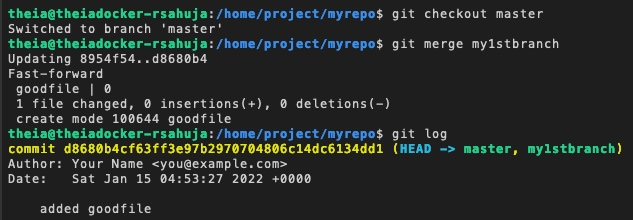 theia@theiadocker-rsahuja:/home/project/myrepo$ git checkout master
Switched to branch 'master'
theia@theiadocker-rsahuja:/home/project/myrepo$ git merge my1stbranch
Updating 8954f54..d8680b4
Fast-forward
 goodfile | 0
 1 file changed, 0 insertions(+), 0 deletions(-)
 create mode 100644 goodfile
theia@theiadocker-rsahuja:/home/project/myrepo$ git log
commit d8680b4cf63ff3e97b2970704806c14dc6134dd1 (HEAD -> master, my1stbranch)
Author: Your Name <you@example.com>
Date:   Sat Jan 15 04:53:27 2022 +0000
    added goodfile